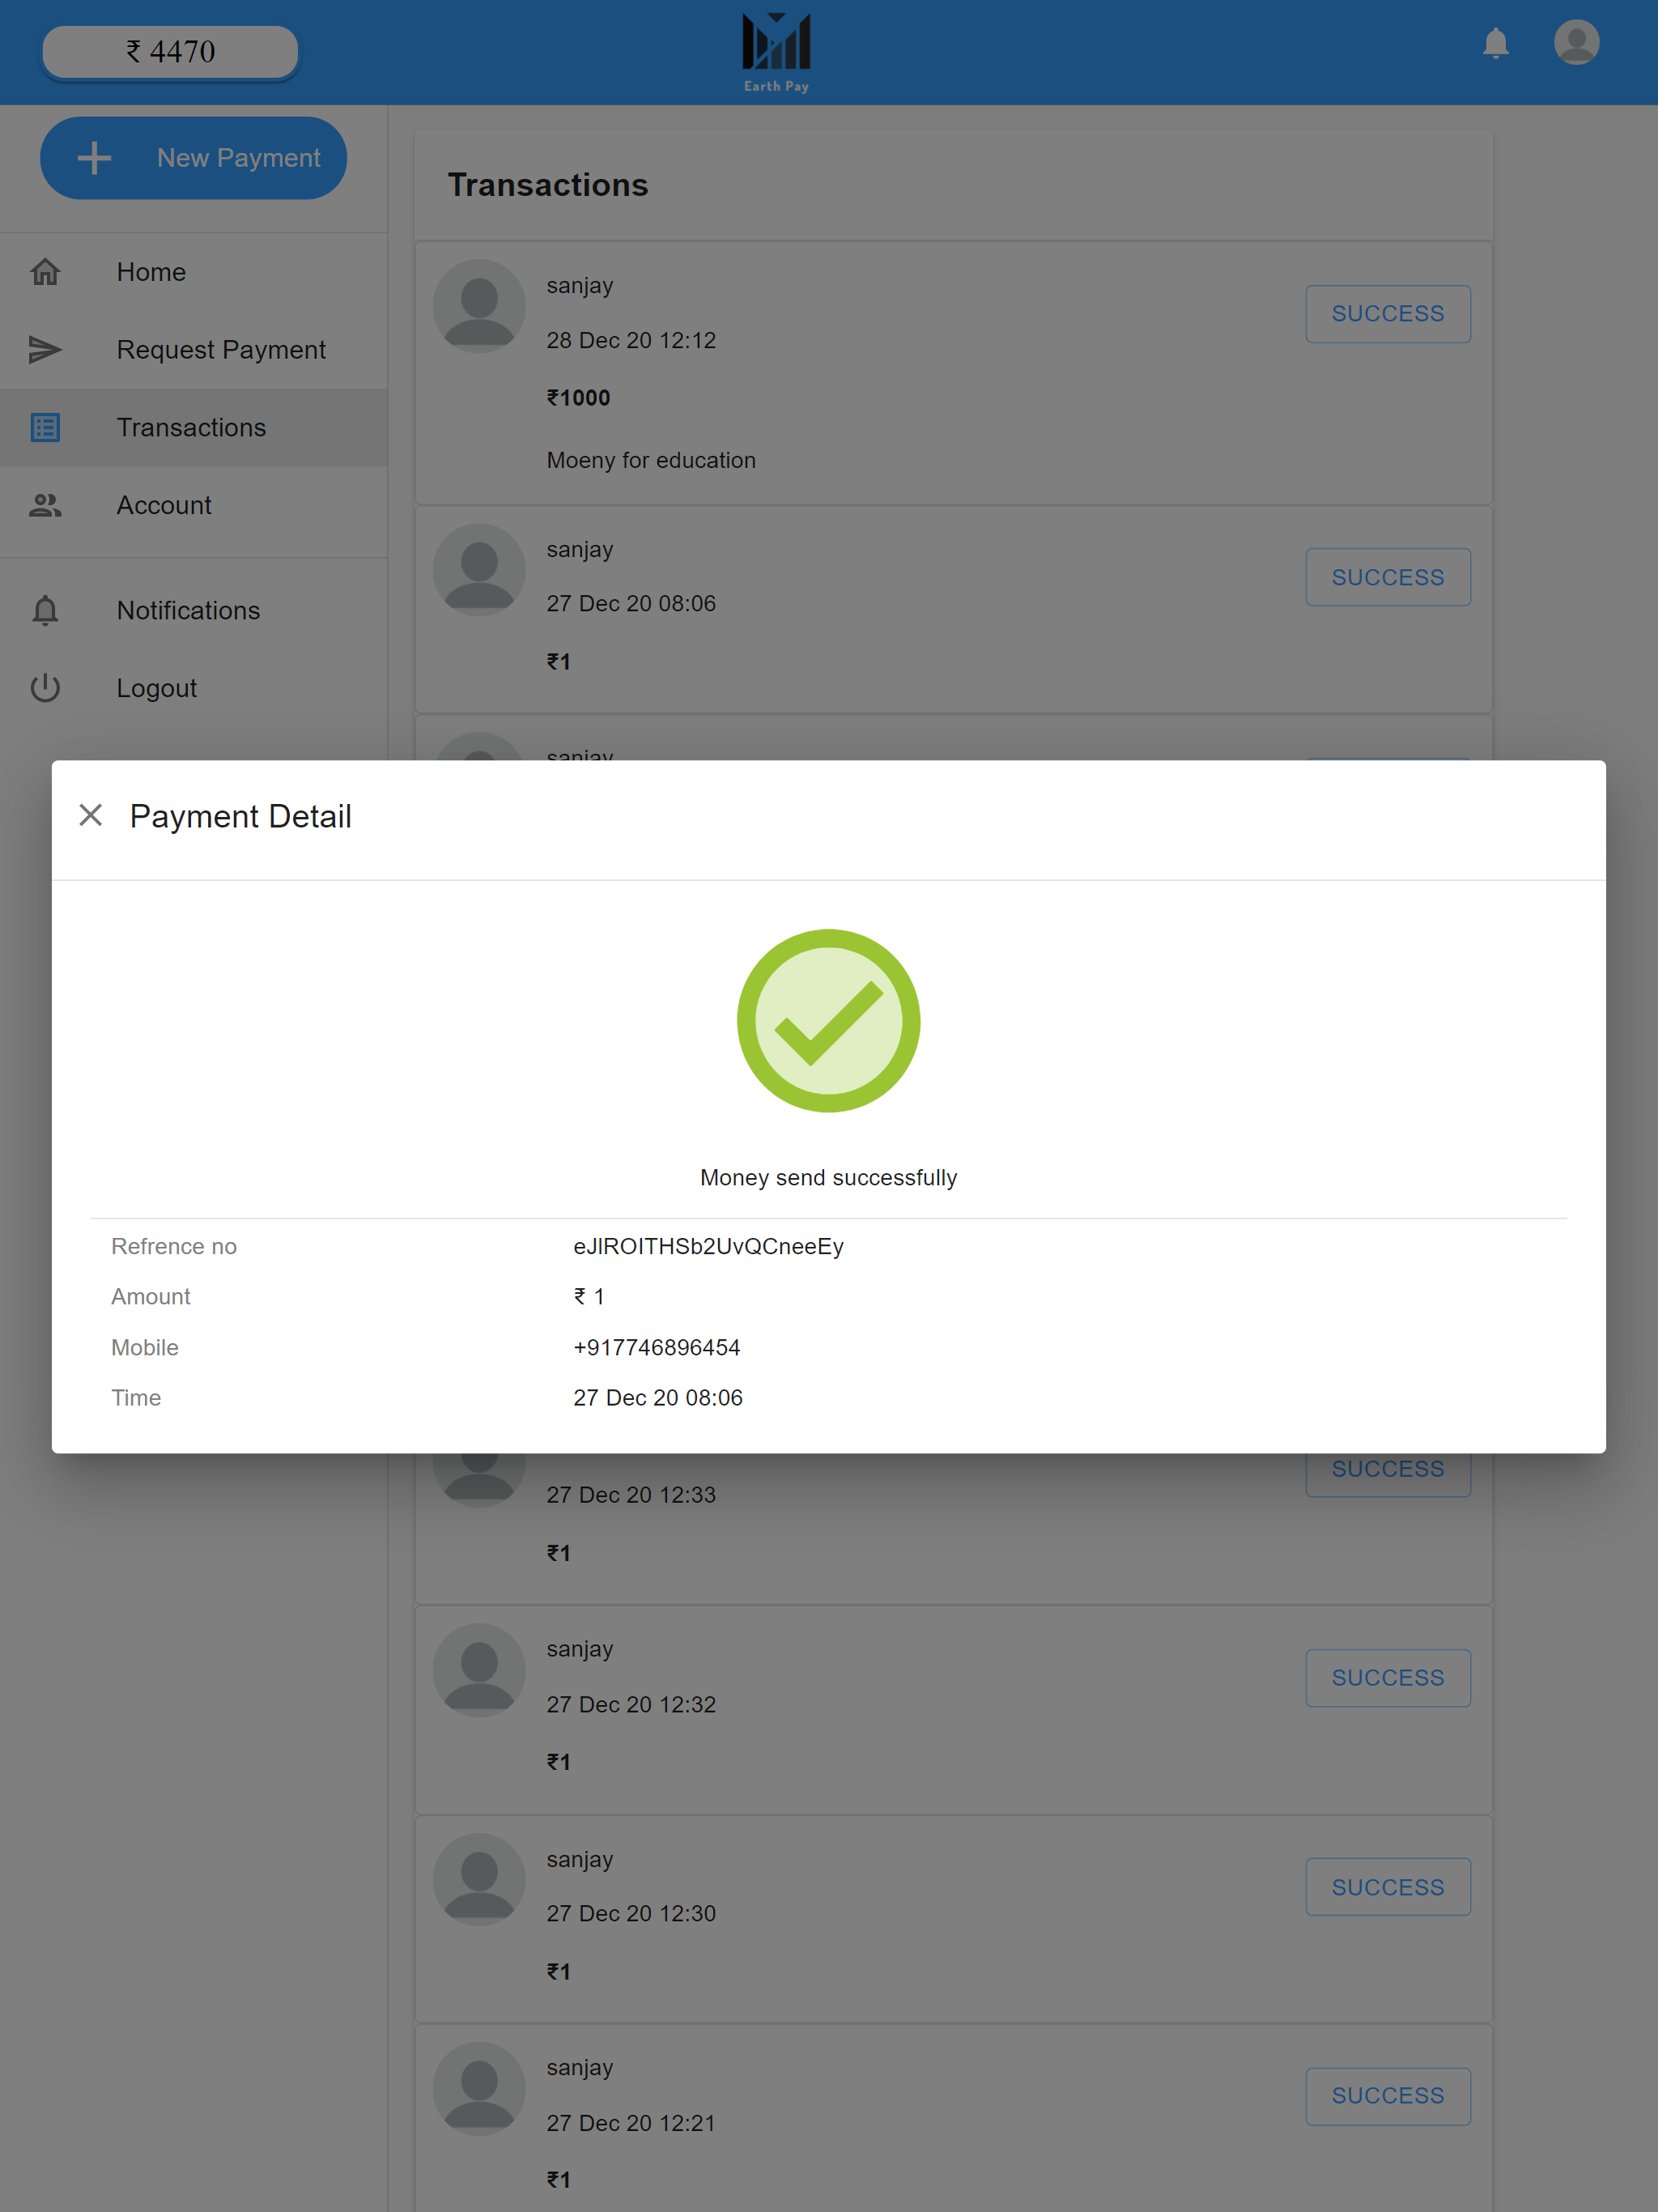 ₹ 4470
Earth Pay
New Payment
Home
Request Payment
Transactions
Account
Notifications
Logout
Transactions
sanjay
28 Dec 20 12:12
SUCCESS
₹1000
Moeny for education
sanjay
27 Dec 20 08:06
SUCCESS
₹1
sanjay
Payment Detail
Money send successfully
Refrence no eJlROITHSb2UvQCneeEy
Amount ₹ 1
Mobile +917746896454
Time 27 Dec 20 08:06
SUCCESS
27 Dec 20 12:33
₹1
sanjay
27 Dec 20 12:32
SUCCESS
₹1
sanjay
27 Dec 20 12:30
SUCCESS
₹1
sanjay
27 Dec 20 12:21
SUCCESS
₹1